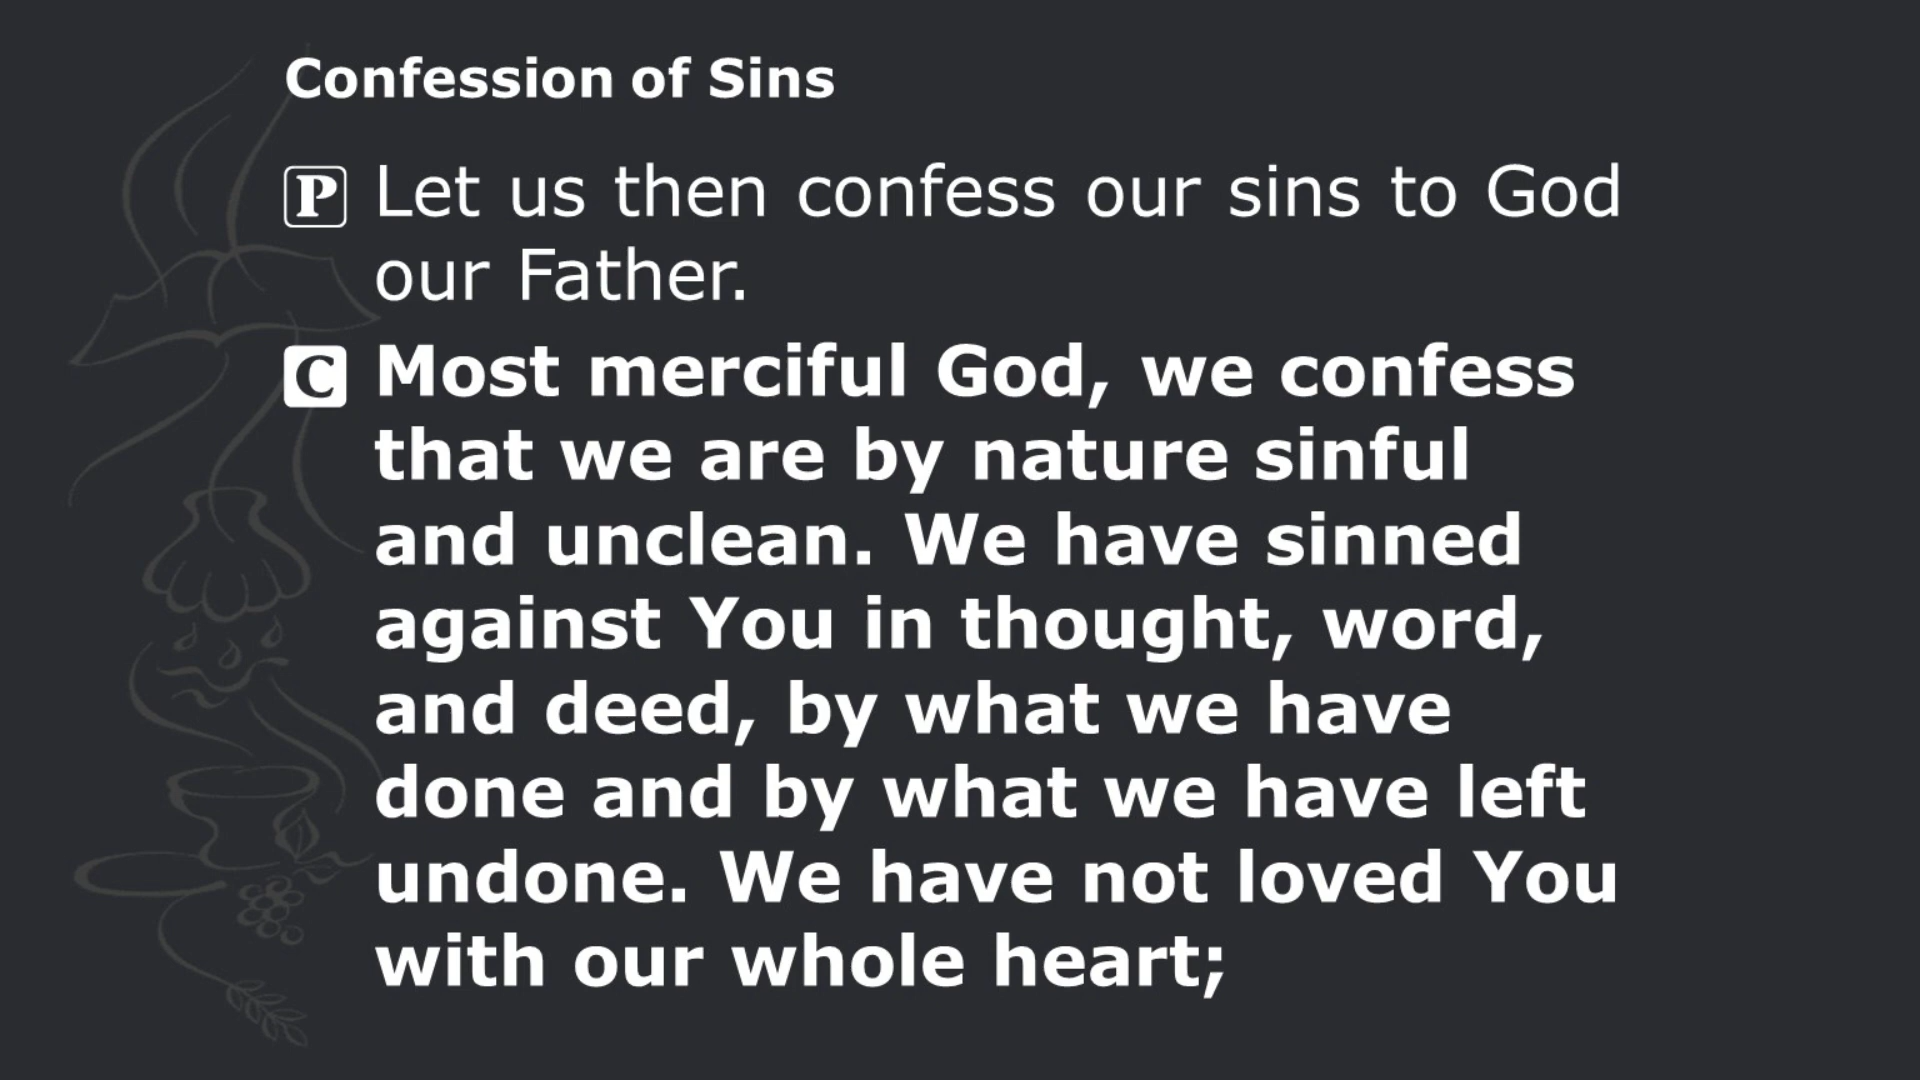 Confession of Sins
P Let us then confess our sins to God
our Father.
C Most merciful God, we confess
that we are by nature sinful
and unclean. We have sinned
against You in thought, word,
and deed, by what we have
done and by what we have left
undone. We have not loved You
with our whole heart;